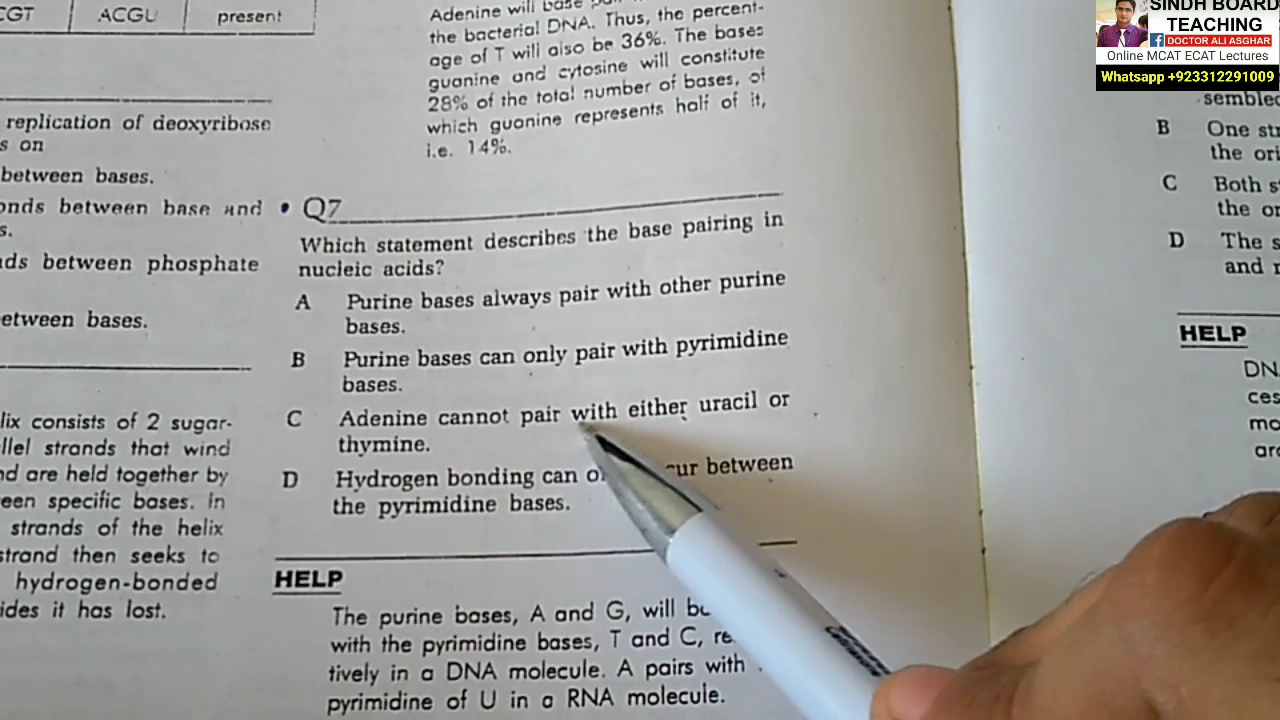 CGT ACGU present
replication of deoxyribose
s on
between bases.
onds between base and
s.
ds between phosphate
etween bases.
lix consists of 2 sugar-
llel strands that wind
nd are held together by
een specific bases. In
strands of the helix
strand then seeks to
hydrogen-bonded
ides it has lost.
Adenine will base
the bacterial DNA. Thus, the percent-
age of T will also be 36%. The bases
guanine and cytosine will constitute
28% of the total number of bases, of
which guanine represents half of it,
i.e. 14%.
Q7
Which statement describes the base pairing in
nucleic acids?
A Purine bases always pair with other purine
bases.
B Purine bases can only pair with pyrimidine
bases.
C Adenine cannot pair with either uracil or
thymine.
D Hydrogen bonding can o cur between
the pyrimidine bases.
HELP
The purine bases, A and G, will b
with the pyrimidine bases, T and C, re
tively in a DNA molecule. A pairs with
pyrimidine of U in a RNA molecule.
SINDH BOARD
TEACHING
DOCTOR ALI ASGHAR
Online MCAT ECAT Lectures
Whatsapp +923312291009
sembled
B One str
the ori
C Both s
the or
D The s
and r
HELP
DN
ces
mo
are